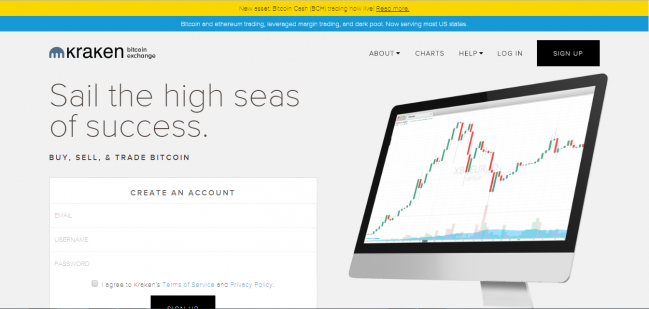 New asset: Bitcoin Cash (BCH) trading now live! Read more.
Bitcoin and ethereum trading, leveraged margin trading, and dark pool. Now serving most US states.
kraken bitcoin exchange
ABOUT CHARTS HELP LOG IN SIGN UP
Sail the high seas
of success.
BUY, SELL, & TRADE BITCOIN
CREATE AN ACCOUNT
EMAIL
USERNAME
PASSWORD
I agree to Kraken's Terms of Service and Privacy Policy.
SIGN UP